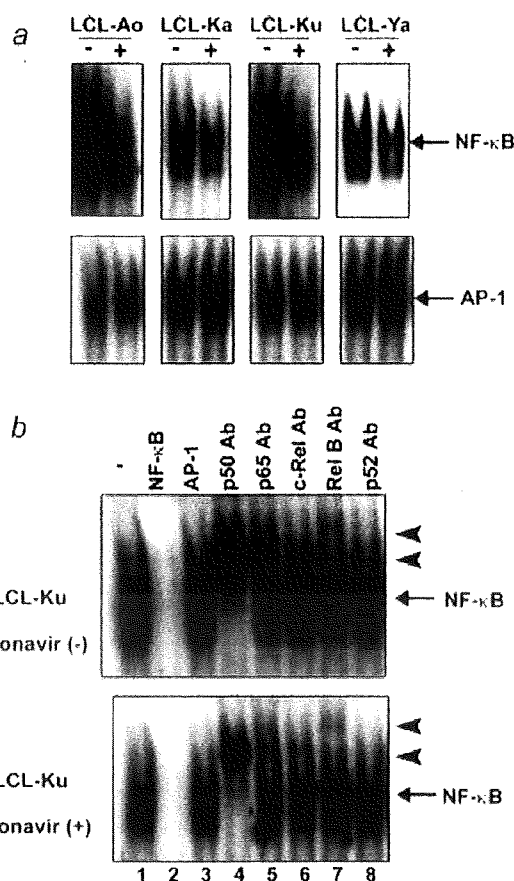 a
LCL-Ao LCL-Ka LCL-Ku LCL-Ya
- + - + - + - +
NF-κB
AP-1
b
- NF-κB AP-1 p50 Ab p65 Ab c-Rel Ab Rel B Ab p52 Ab
LCL-Ku
NF-κB
onavir (-)
LCL-Ku
NF-κB
onavir (+)
1 2 3 4 5 6 7 8